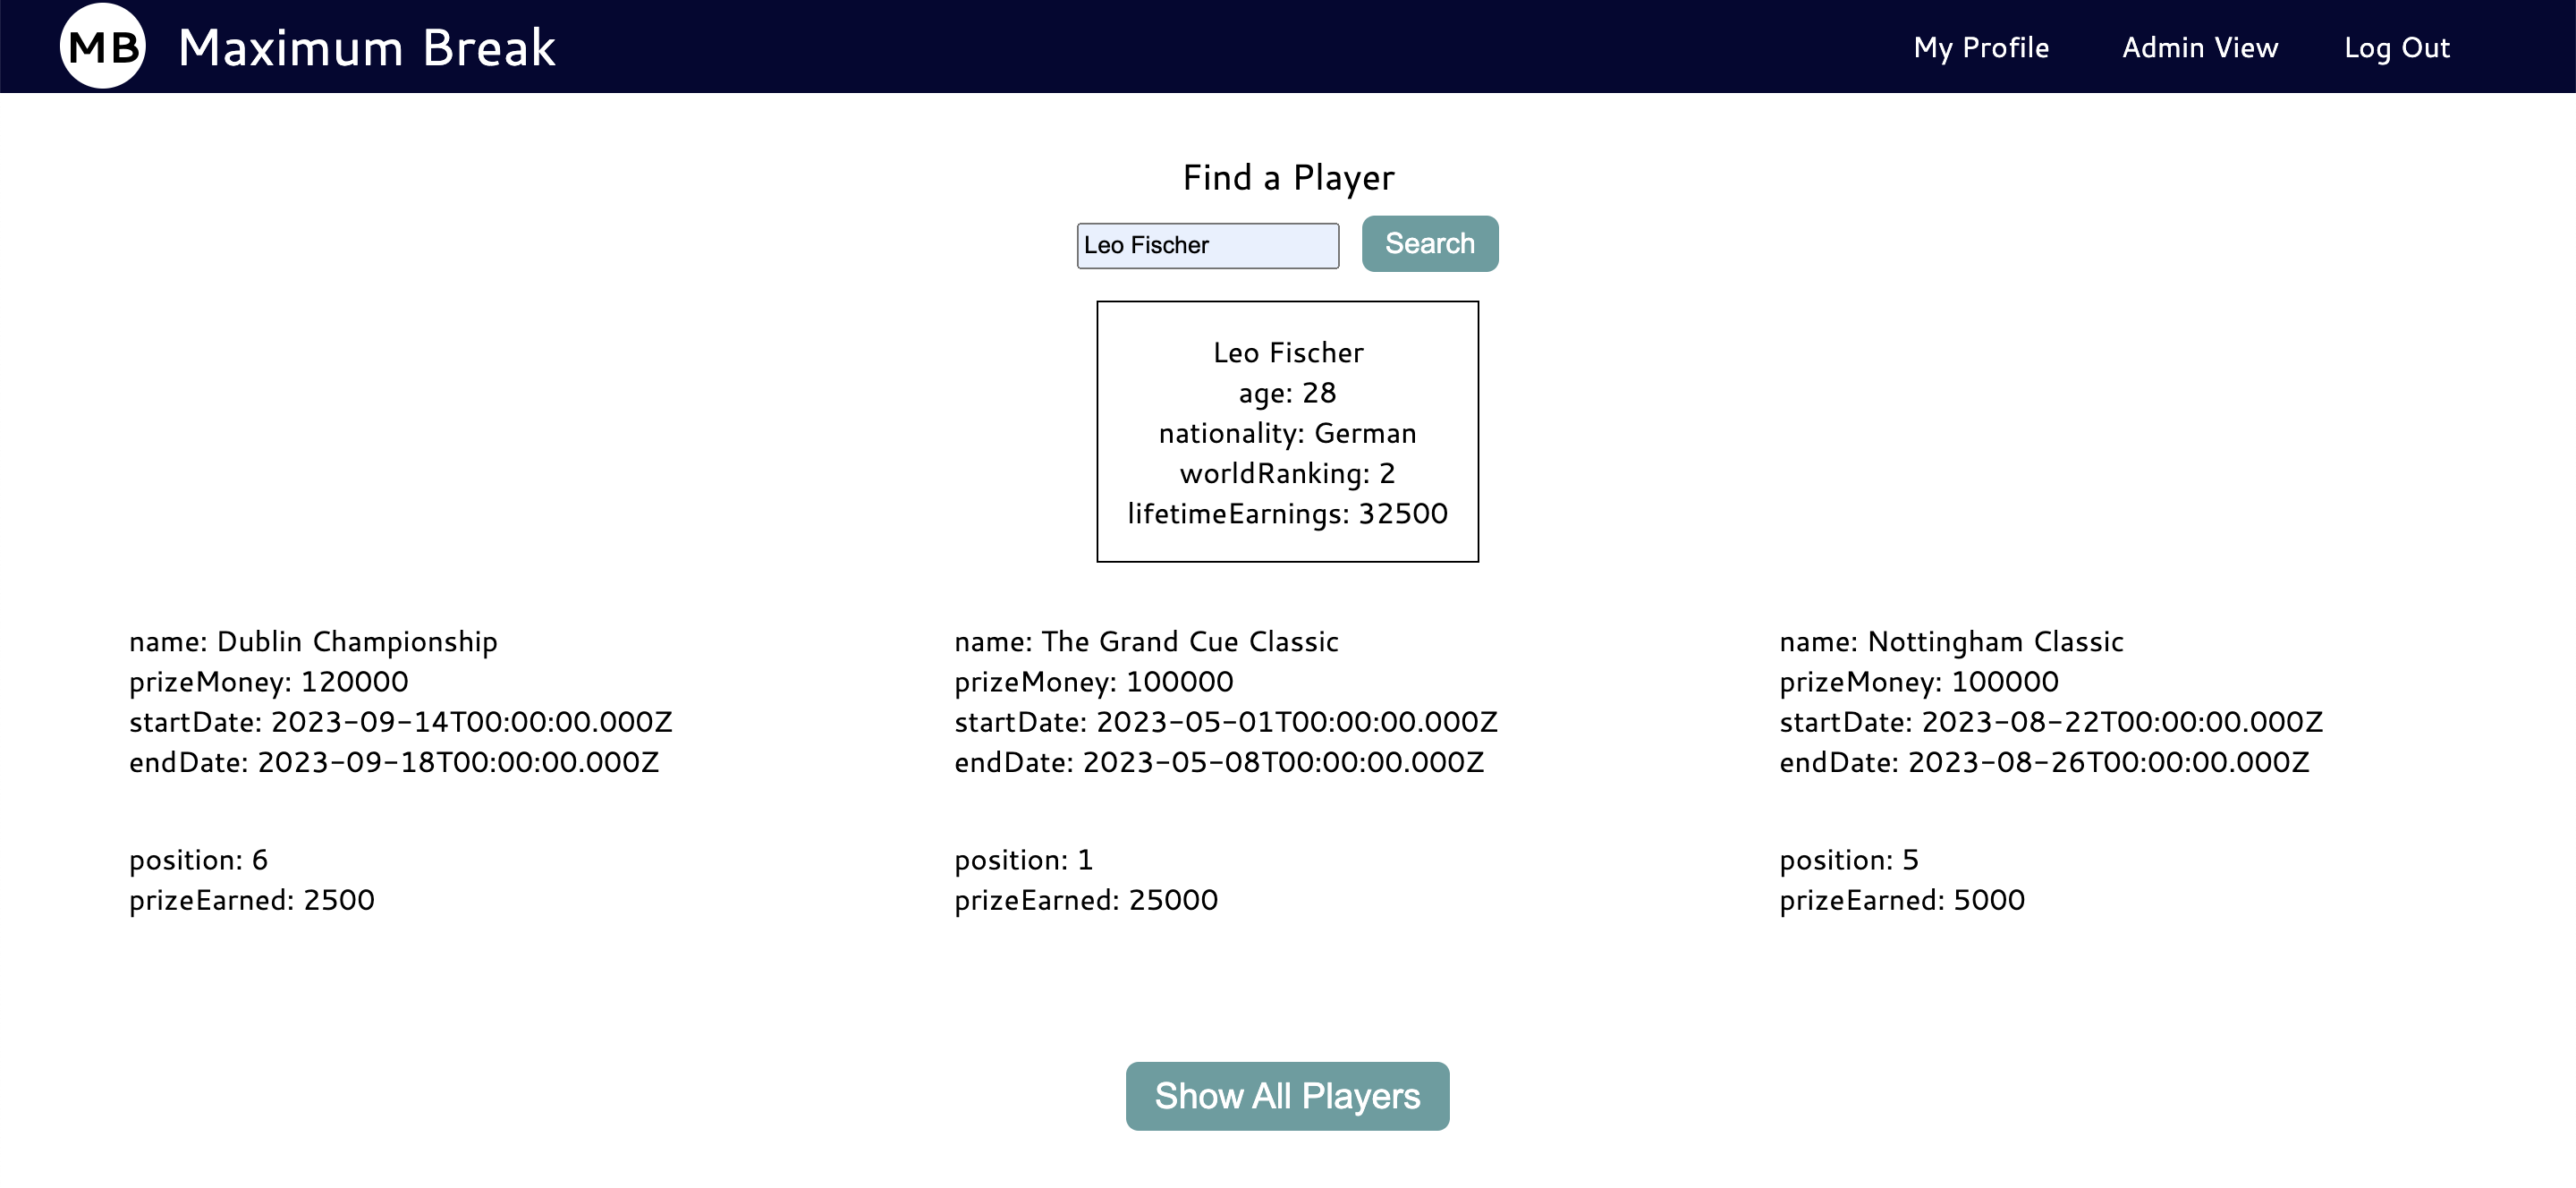 MB Maximum Break My Profile Admin View Log Out
Find a Player
Leo Fischer Search
Leo Fischer
age: 28
nationality: German
worldRanking: 2
lifetimeEarnings: 32500
name: Dublin Championship
prizeMoney: 120000
startDate: 2023-09-14T00:00:00.000Z
endDate: 2023-09-18T00:00:00.000Z
position: 6
prizeEarned: 2500
name: The Grand Cue Classic
prizeMoney: 100000
startDate: 2023-05-01T00:00:00.000Z
endDate: 2023-05-08T00:00:00.000Z
position: 1
prizeEarned: 25000
name: Nottingham Classic
prizeMoney: 100000
startDate: 2023-08-22T00:00:00.000Z
endDate: 2023-08-26T00:00:00.000Z
position: 5
prizeEarned: 5000
Show All Players